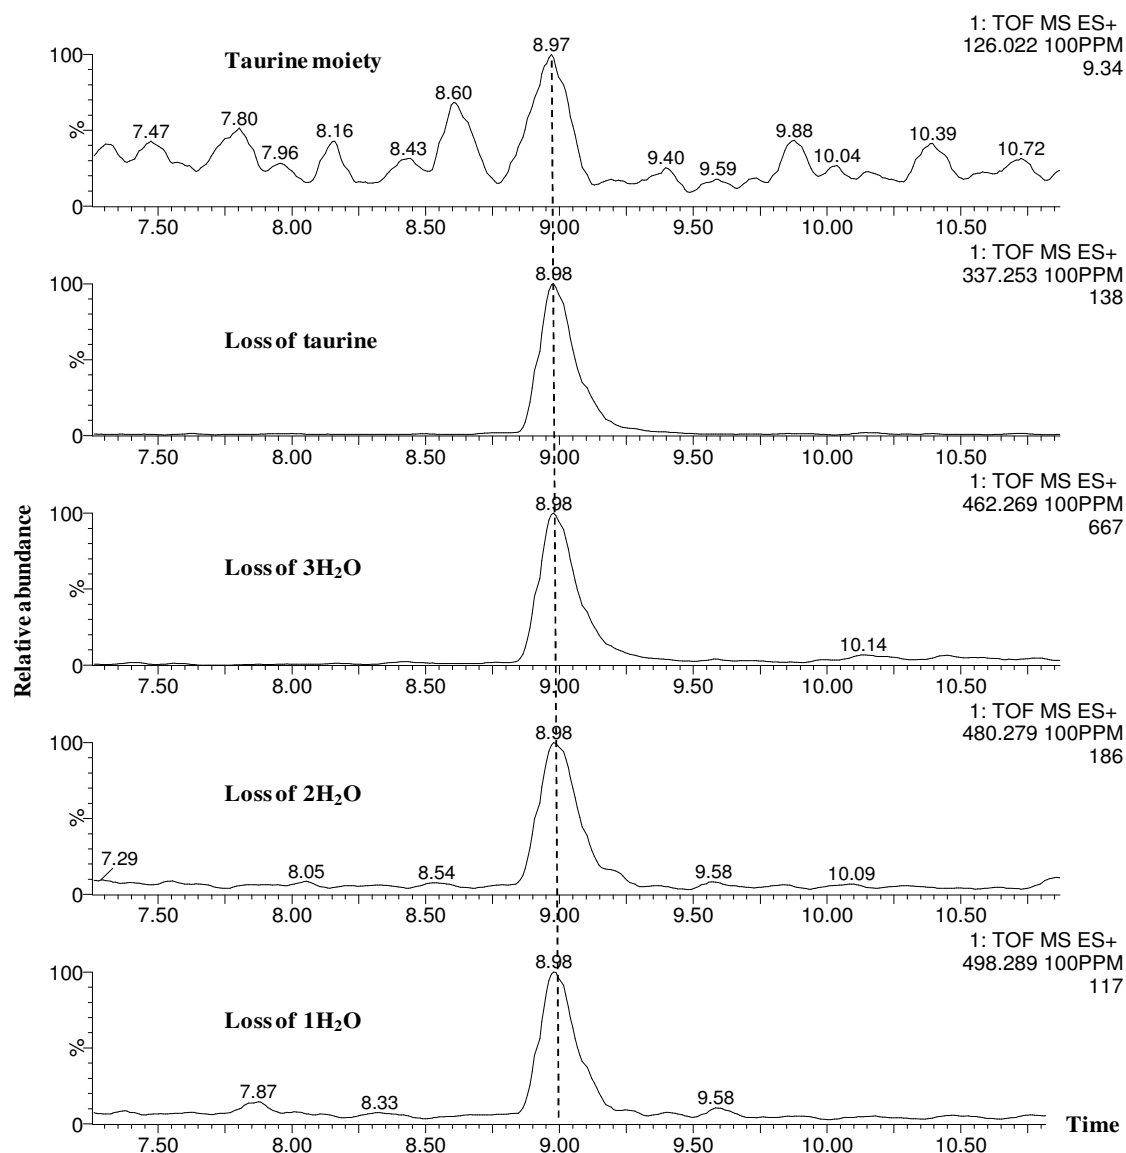 1: TOF MS ES+
126.022 100PPM
9.34
Taurine moiety
100
%
0
8.97
7.47
7.80
7.96
8.16
8.43
8.60
9.40
9.59
9.88
10.04
10.39
10.72
7.50 8.00 8.50 9.00 9.50 10.00 10.50
1: TOF MS ES+
337.253 100PPM
138
Loss of taurine
100
%
0
8.98
7.50 8.00 8.50 9.00 9.50 10.00 10.50
Relative abundance
1: TOF MS ES+
462.269 100PPM
667
Loss of 3H₂O
100
%
0
8.98
10.14
7.50 8.00 8.50 9.00 9.50 10.00 10.50
1: TOF MS ES+
480.279 100PPM
186
Loss of 2H₂O
100
%
0
8.98
7.29
8.05
8.54
9.58
10.09
7.50 8.00 8.50 9.00 9.50 10.00 10.50
1: TOF MS ES+
498.289 100PPM
117
Loss of 1H₂O
100
%
0
8.98
7.87
8.33
9.58
Time
7.50 8.00 8.50 9.00 9.50 10.00 10.50